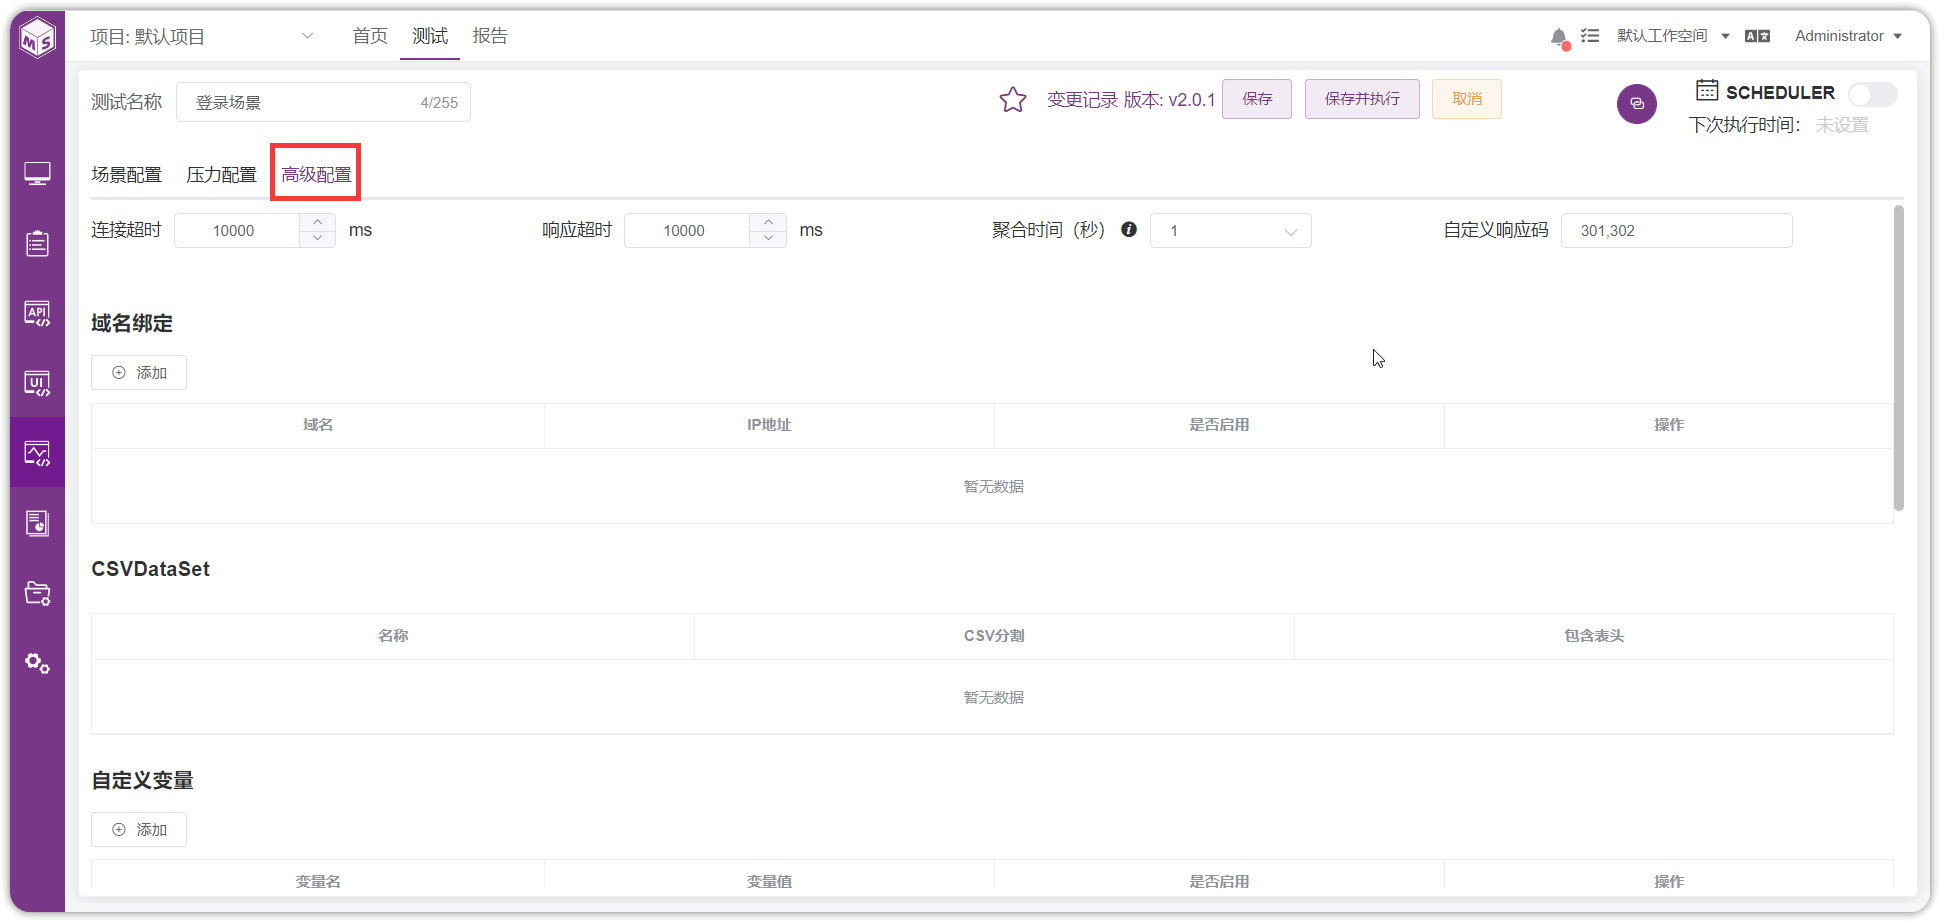 MS
项目: 默认项目 首页 测试 报告 默认工作空间 Administrator
测试名称 登录场景 4/255 变更记录 版本: v2.0.1 保存 保存并执行 取消 SCHEDULER
下次执行时间： 未设置
场景配置 压力配置 高级配置
连接超时 10000 ms 响应超时 10000 ms 聚合时间（秒） 1 自定义响应码 301,302
API
UI
域名绑定
添加
域名 IP地址 是否启用 操作
暂无数据
CSVDataSet
名称 CSV分割 包含表头
暂无数据
自定义变量
添加
变量名 变量值 是否启用 操作